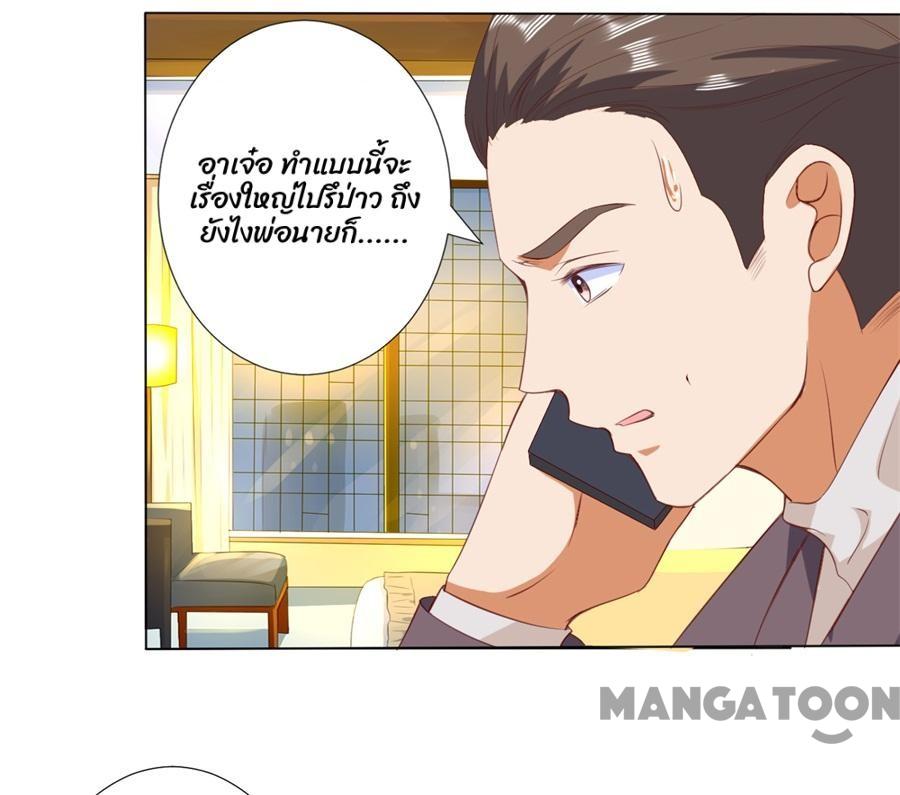 อาเจ๋อ ทำแบบนี้จะ
เรื่องใหญ่ไปรึป่าว ถึง
ยังไงพ่อนายก็......
MANGATOON